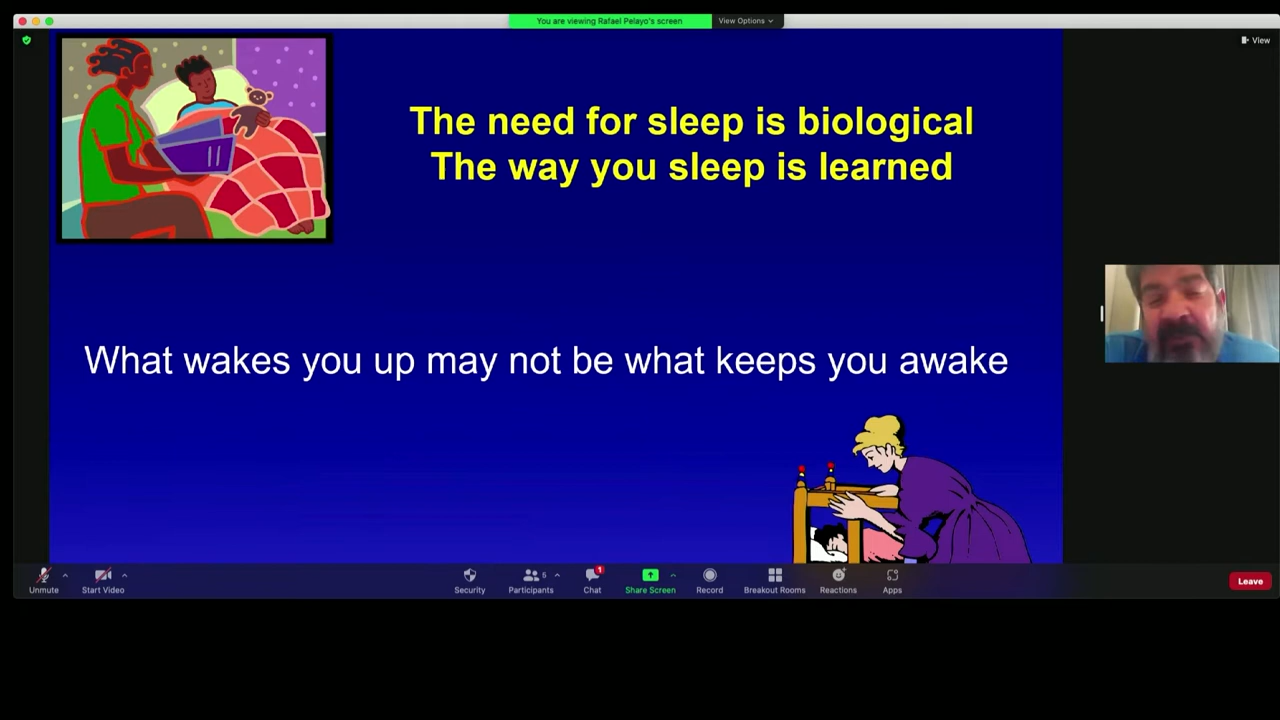 You are viewing Rafael Pelayo's screen
View Options
View
The need for sleep is biological
The way you sleep is learned
What wakes you up may not be what keeps you awake
Unmute
Start Video
Security
Participants
6
Chat
1
Share Screen
Record
Breakout Rooms
Reactions
Apps
Leave